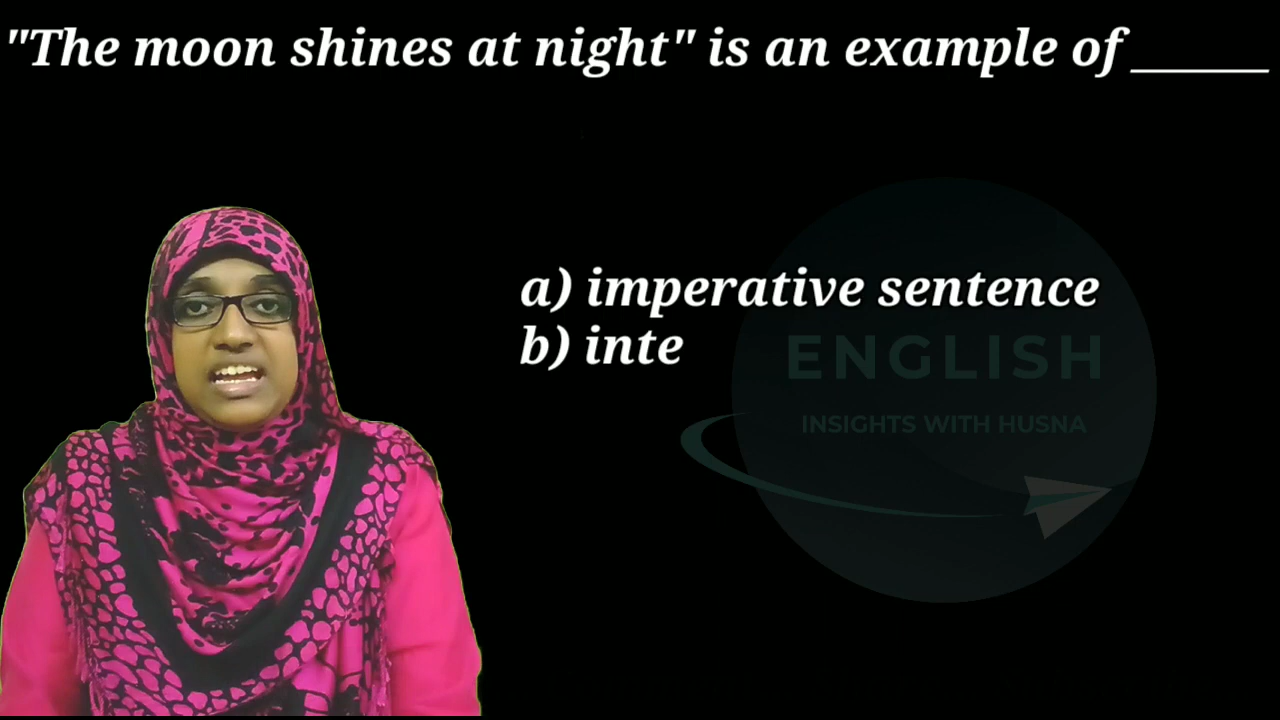 "The moon shines at night" is an example of ______
a) imperative sentence
b) inte
ENGLISH
INSIGHTS WITH HUSNA